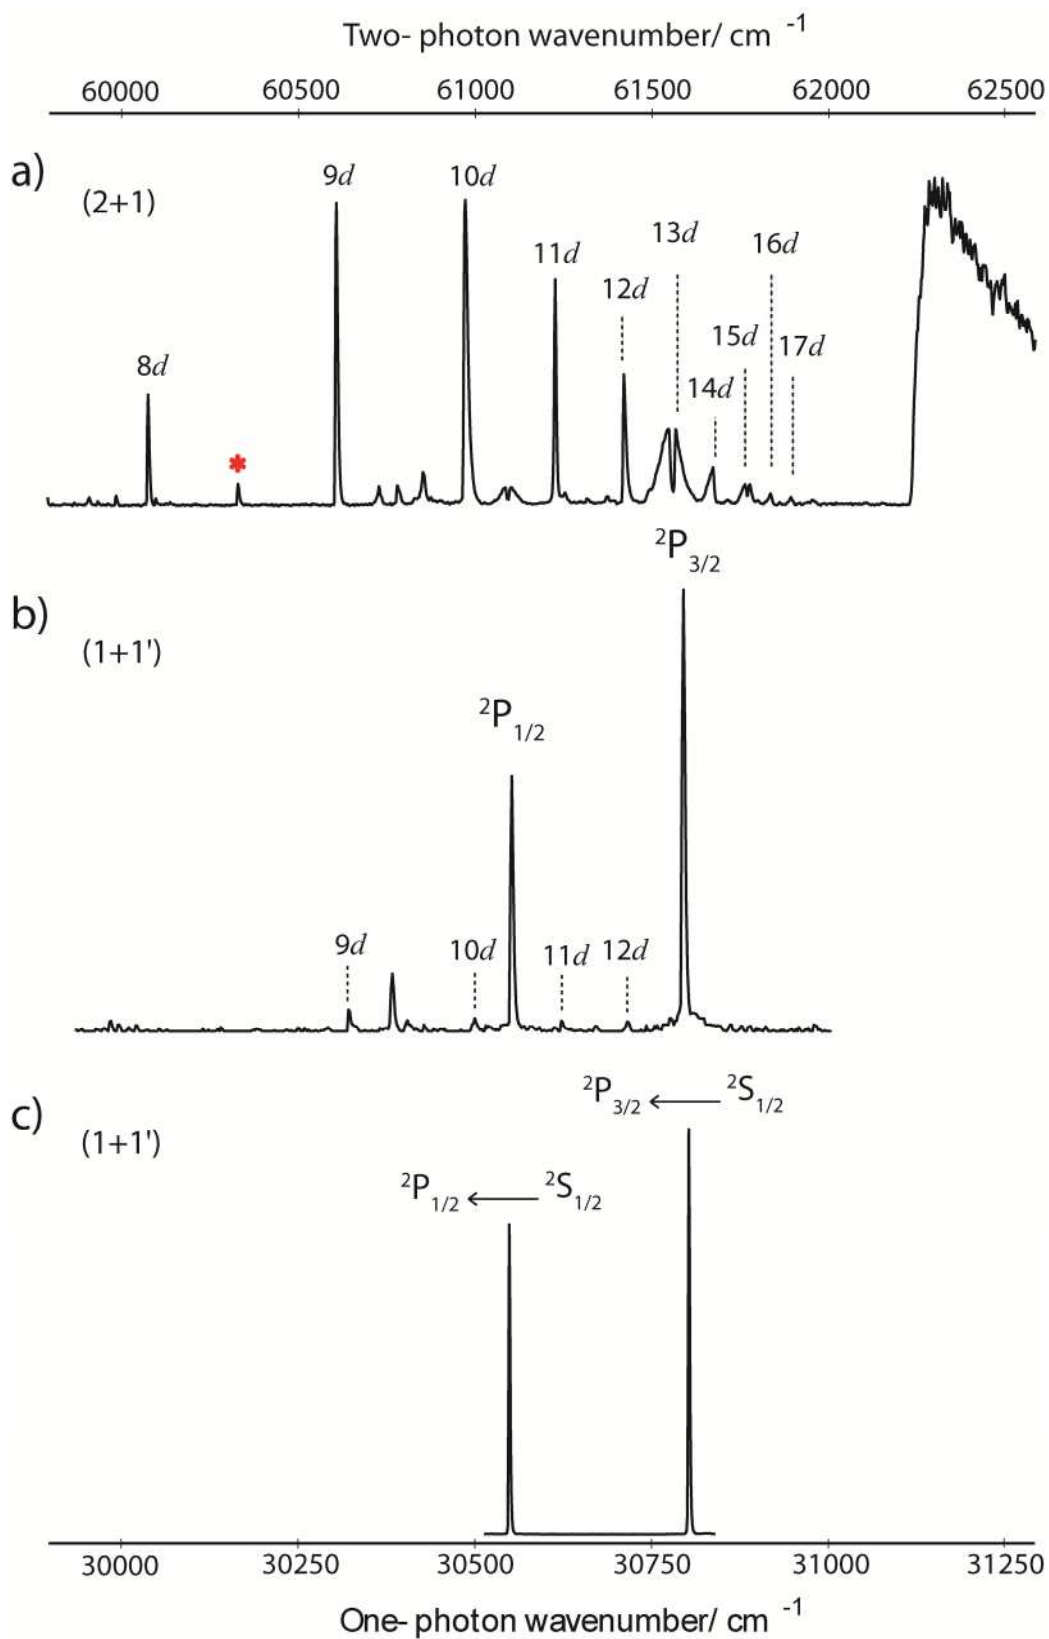 Two- photon wavenumber/ cm -1
60000 60500 61000 61500 62000 62500
a)
(2+1)
9d
10d
13d
16d
11d
12d
15d
17d
8d
14d
*
2P3/2
b)
(1+1')
2P1/2
9d
10d
11d
12d
2P3/2 ← 2S1/2
c)
(1+1')
2P1/2 ← 2S1/2
30000 30250 30500 30750 31000 31250
One- photon wavenumber/ cm -1